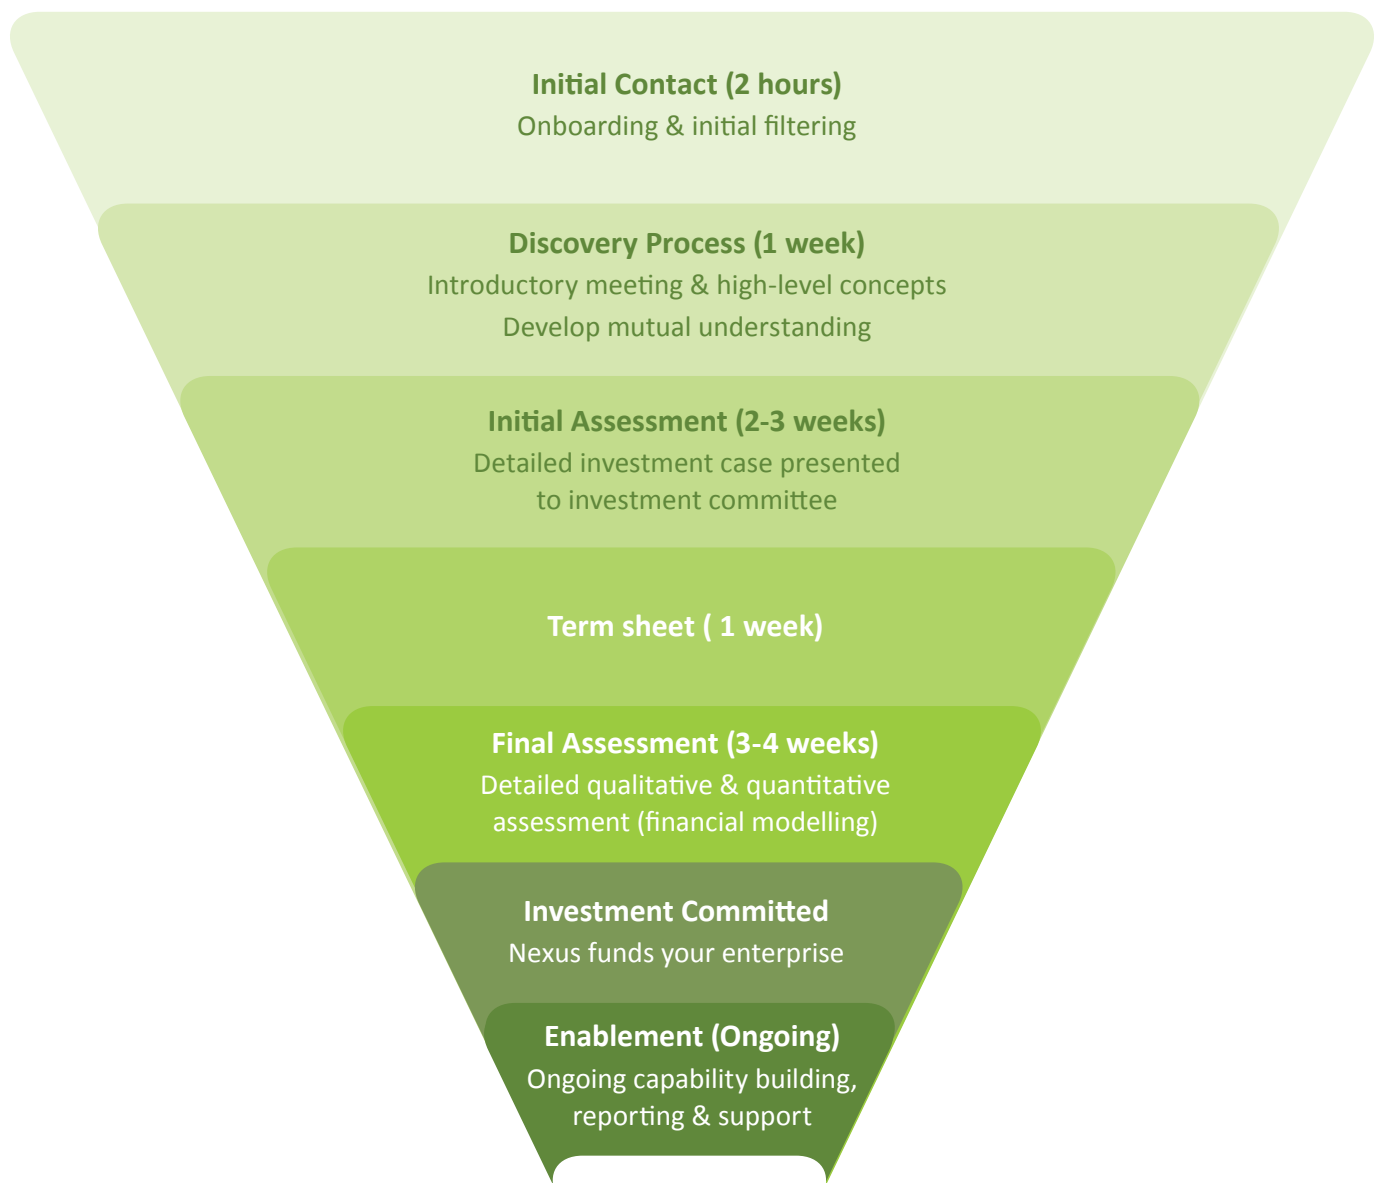 Initial Contact (2 hours)
Onboarding & initial filtering
Discovery Process (1 week)
Introductory meeting & high-level concepts
Develop mutual understanding
Initial Assessment (2-3 weeks)
Detailed investment case presented
to investment committee
Term sheet ( 1 week)
Final Assessment (3-4 weeks)
Detailed qualitative & quantitative
assessment (financial modelling)
Investment Committed
Nexus funds your enterprise
Enablement (Ongoing)
Ongoing capability building,
reporting & support